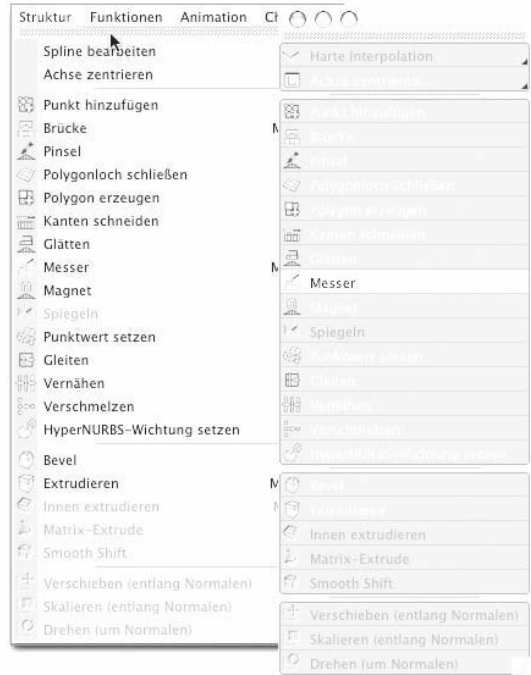 Struktur Funktionen Animation Ch
Spline bearbeiten
Achse zentrieren
Punkt hinzufügen
Brücke M
Pinsel
Polygonloch schließen
Polygon erzeugen
Kanten schneiden
Glätten
Messer M
Magnet
Spiegeln
Punktwert setzen
Gleiten
Vernähen
Verschmelzen
HyperNURBS-Wichtung setzen
Bevel
Extrudieren M
Innen extrudieren M
Matrix-Extrude
Smooth Shift
Verschieben (entlang Normalen)
Skalieren (entlang Normalen)
Drehen (um Normalen)
Harte Interpolation
Achse zentrieren
Punkt hinzufügen
Brücke
Pinsel
Polygonloch schließen
Polygon erzeugen
Kanten schneiden
Glätten
Messer
Magnet
Spiegeln
Punktwert setzen
Gleiten
Vernähen
Verschmelzen
HyperNURBS-Wichtung setzen
Bevel
Extrudieren
Innen extrudieren
Matrix-Extrude
Smooth Shift
Verschieben (entlang Normalen)
Skalieren (entlang Normalen)
Drehen (um Normalen)